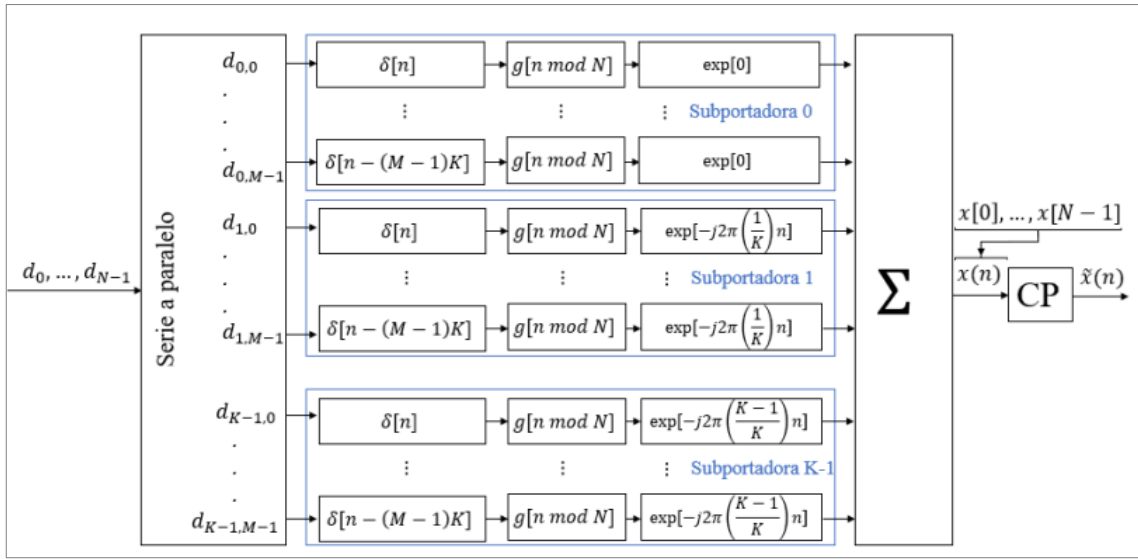 d_{0,0}
δ[n]
g[n mod N]
exp[0]
.
.
.
⋮ ⋮ ⋮ Subportadora 0
d_{0,M−1}
δ[n − (M − 1)K]
g[n mod N]
exp[0]
d_{1,0}
δ[n]
g[n mod N]
exp[−j2π(1/K)n]
.
.
.
⋮ ⋮ ⋮ Subportadora 1
d_{1,M−1}
δ[n − (M − 1)K]
g[n mod N]
exp[−j2π(1/K)n]
d_{K−1,0}
δ[n]
g[n mod N]
exp[−j2π((K − 1)/K)n]
.
.
.
⋮ ⋮ ⋮ Subportadora K-1
d_{K−1,M−1}
δ[n − (M − 1)K]
g[n mod N]
exp[−j2π((K − 1)/K)n]
d_0, … , d_{N−1}
Serie a paralelo
Σ
x[0], … , x[N − 1]
x(n)
CP
x̃(n)